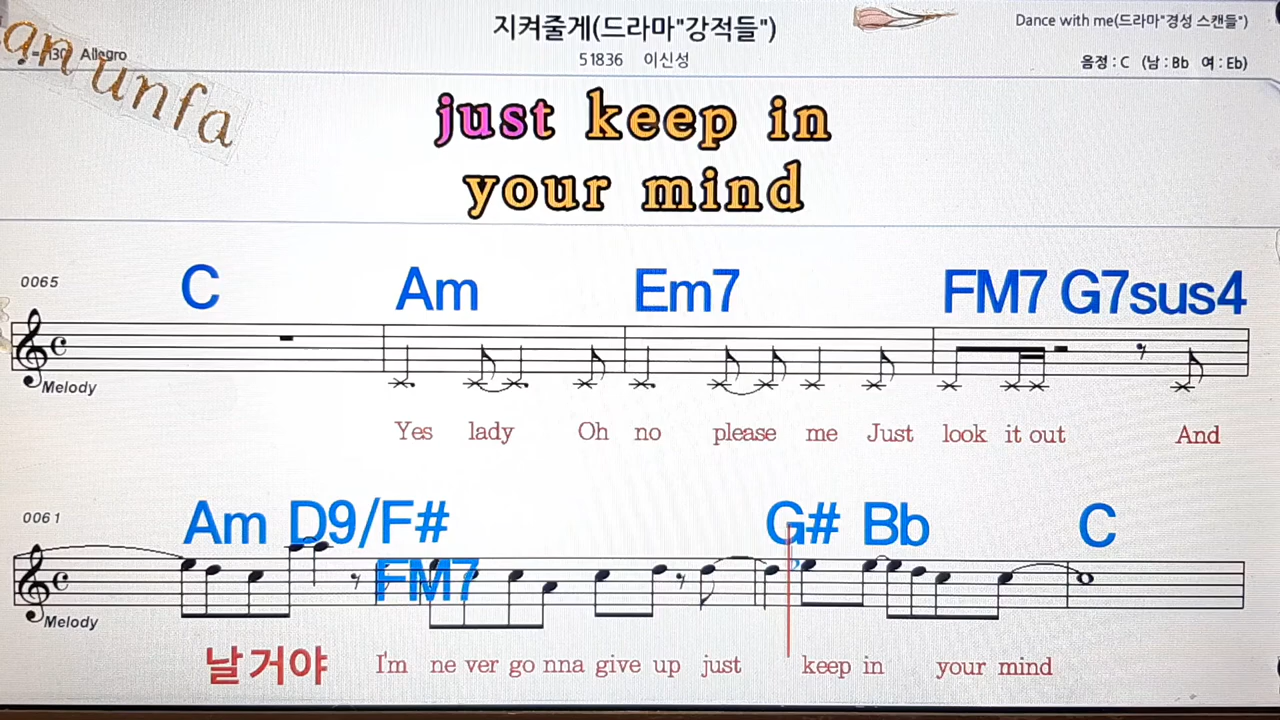 지켜줄게(드라마"강적들")
Dance with me(드라마"경성 스캔들")
51836 이신성
음정 : C (남 : Bb 여 : Eb)
Allegro
an unfa
just keep in
your mind
0065
C Am Em7 FM7 G7sus4
Melody
Yes lady Oh no please me Just look it out And
0061
Am D9/F# G# Bb C
FM7
Melody
날거야 I'm ne ver go nna give up just keep in your mind